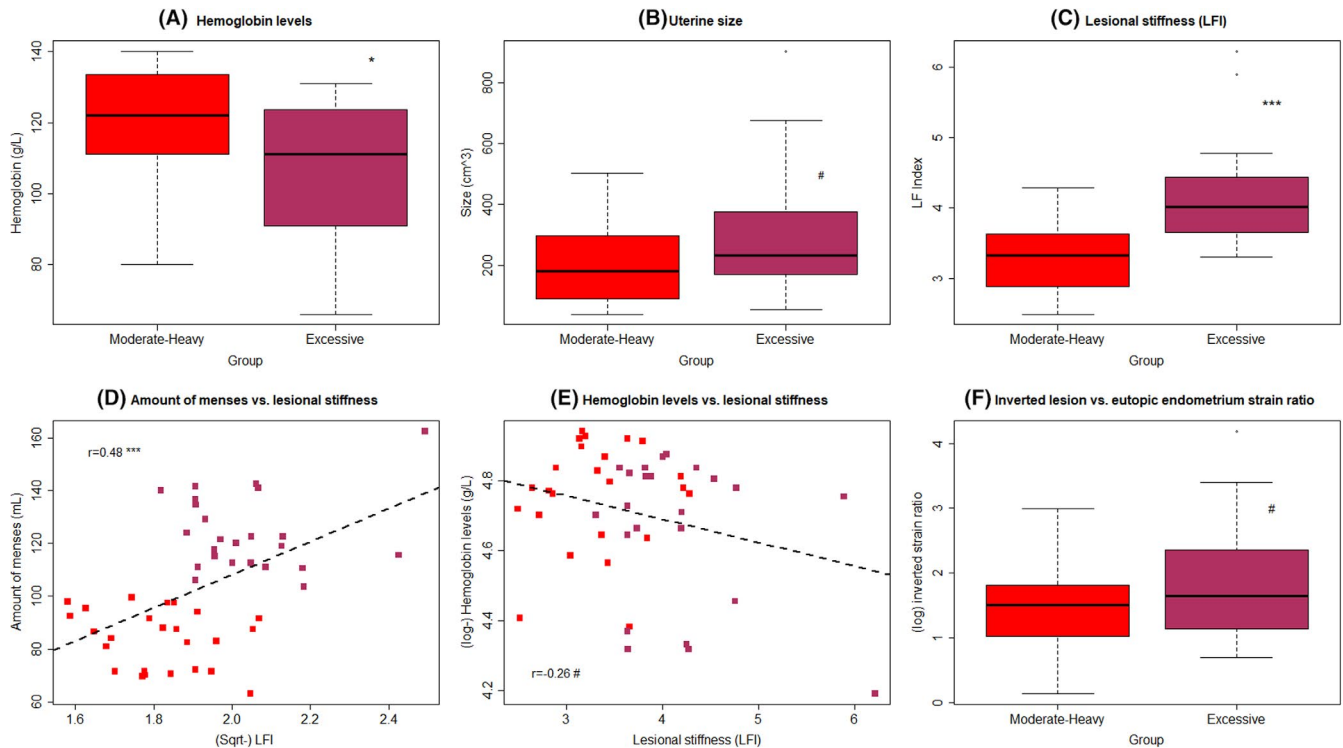 (A) Hemoglobin levels
Hemoglobin (g/L)
140
120
100
80
*
Moderate-Heavy
Excessive
Group
(B) Uterine size
Size (cm^3)
800
600
400
200
#
Moderate-Heavy
Excessive
Group
(C) Lesional stiffness (LFI)
LF Index
6
5
4
3
***
Moderate-Heavy
Excessive
Group
(D) Amount of menses vs. lesional stiffness
Amount of menses (mL)
160
140
120
100
80
60
r=0.48 ***
1.6 1.8 2.0 2.2 2.4
(Sqrt-) LFI
(E) Hemoglobin levels vs. lesional stiffness
(log-) Hemoglobin levels (g/L)
4.8
4.6
4.4
4.2
r=-0.26 #
3 4 5 6
Lesional stiffness (LFI)
(F) Inverted lesion vs. eutopic endometrium strain ratio
(log) inverted strain ratio
4
3
2
1
0
#
Moderate-Heavy
Excessive
Group